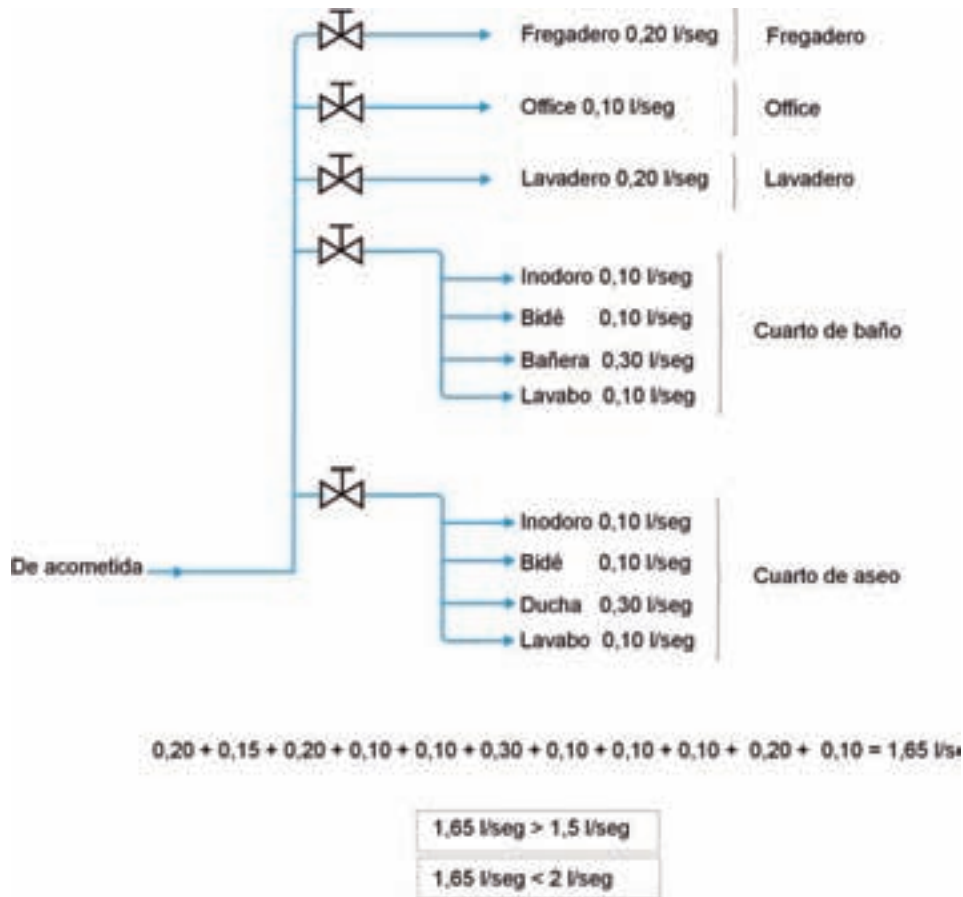 Fregadero 0,20 l/seg Fregadero
Office 0,10 l/seg Office
Lavadero 0,20 l/seg Lavadero
Inodoro 0,10 l/seg
Bidé 0,10 l/seg
Cuarto de baño
Bañera 0,30 l/seg
Lavabo 0,10 l/seg
Inodoro 0,10 l/seg
De acometida
Bidé 0,10 l/seg
Cuarto de aseo
Ducha 0,30 l/seg
Lavabo 0,10 l/seg
0,20 + 0,15 + 0,20 + 0,10 + 0,10 + 0,30 + 0,10 + 0,10 + 0,10 + 0,20 + 0,10 = 1,65 l/se
1,65 l/seg > 1,5 l/seg
1,65 l/seg < 2 l/seg